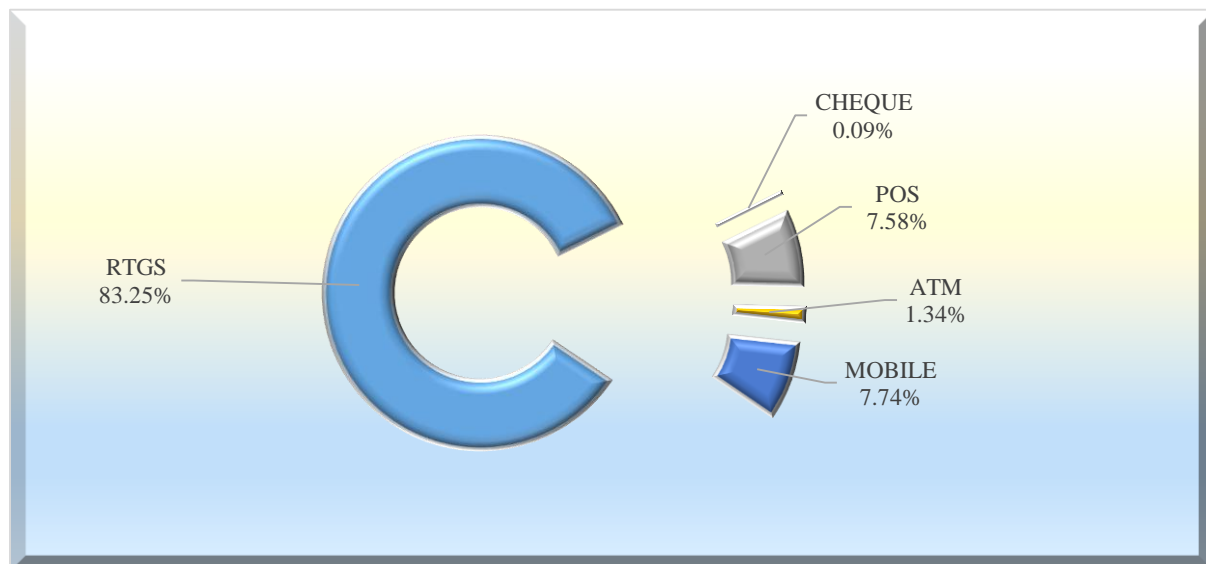 CHEQUE
0.09%
POS
7.58%
RTGS
83.25%
ATM
1.34%
MOBILE
7.74%